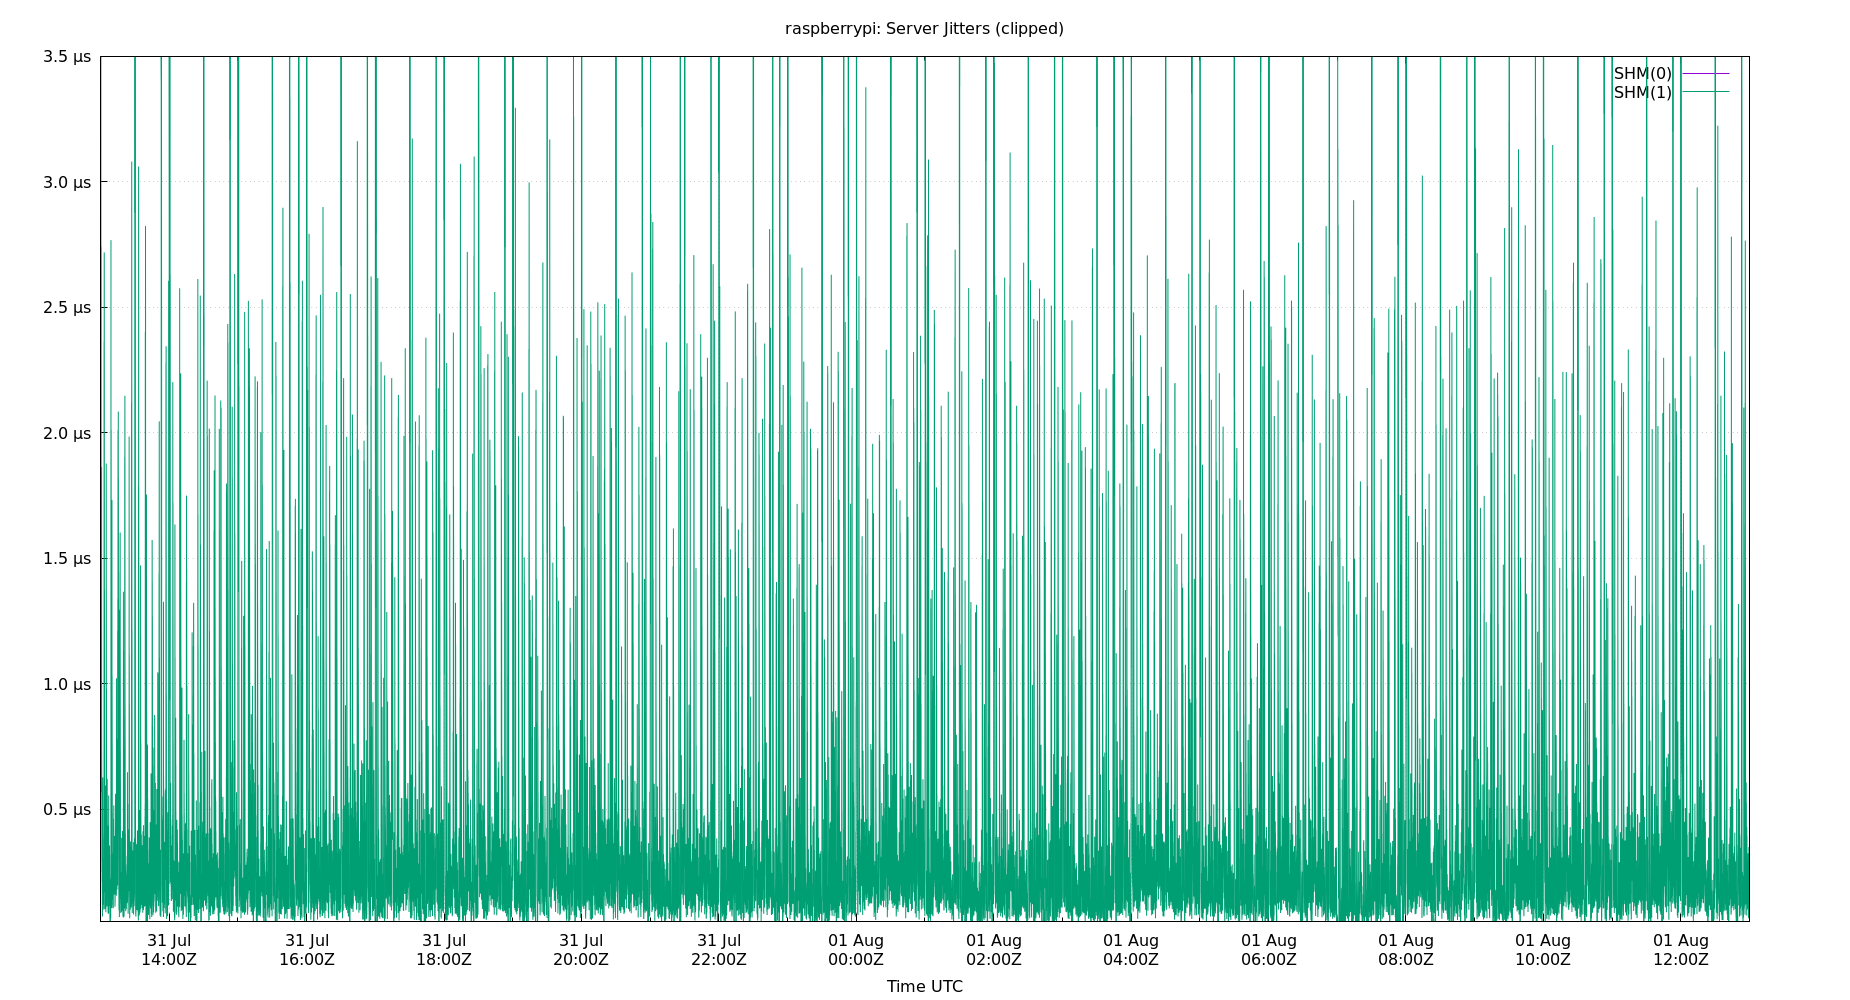 raspberrypi: Server Jitters (clipped)
3.5 µs
3.0 µs
2.5 µs
2.0 µs
1.5 µs
1.0 µs
0.5 µs
SHM(0)
SHM(1)
31 Jul 31 Jul 31 Jul 31 Jul 31 Jul 01 Aug 01 Aug 01 Aug 01 Aug 01 Aug 01 Aug 01 Aug
14:00Z 16:00Z 18:00Z 20:00Z 22:00Z 00:00Z 02:00Z 04:00Z 06:00Z 08:00Z 10:00Z 12:00Z
Time UTC